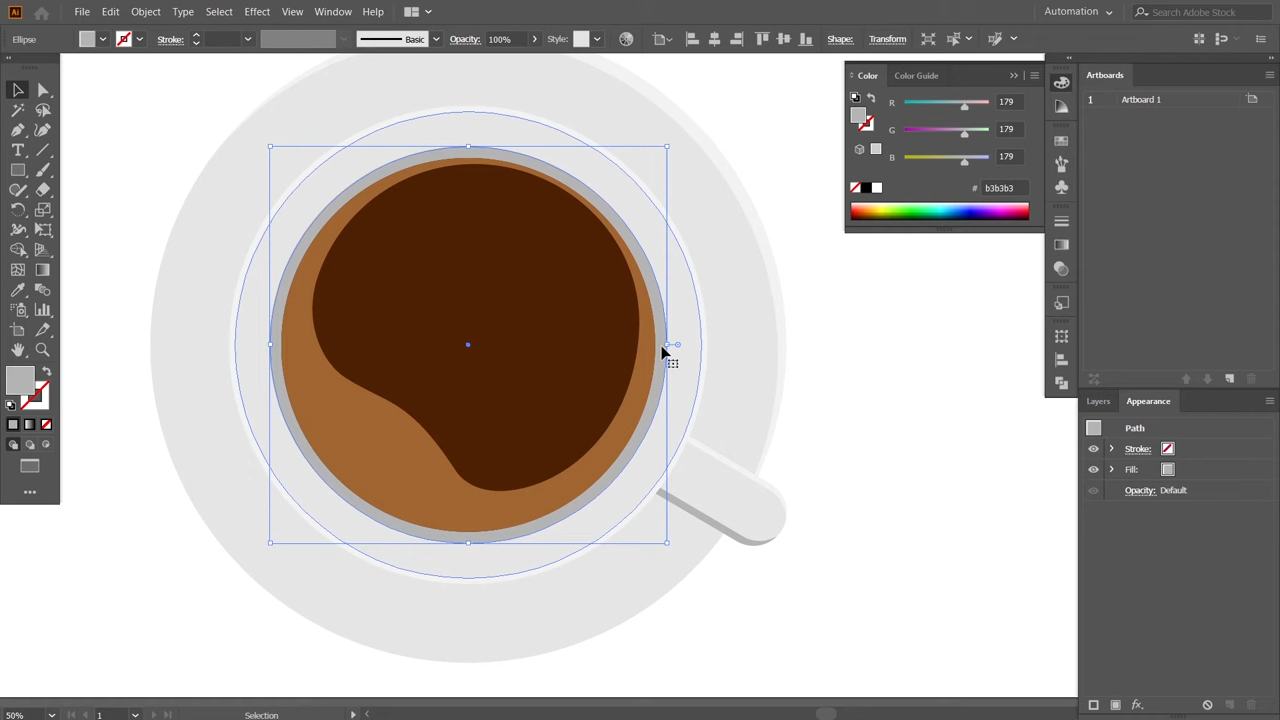 Ai File Edit Object Type Select Effect View Window Help Automation Search Adobe Stock
Ellipse Stroke: Basic Opacity: 100% Style: Shape: Transform
Color Color Guide
Artboards
R 179
1 Artboard 1
G 179
B 179
# b3b3b3
Layers Appearance
Path
Stroke:
Fill:
Opacity: Default
fx
50% 1 Selection